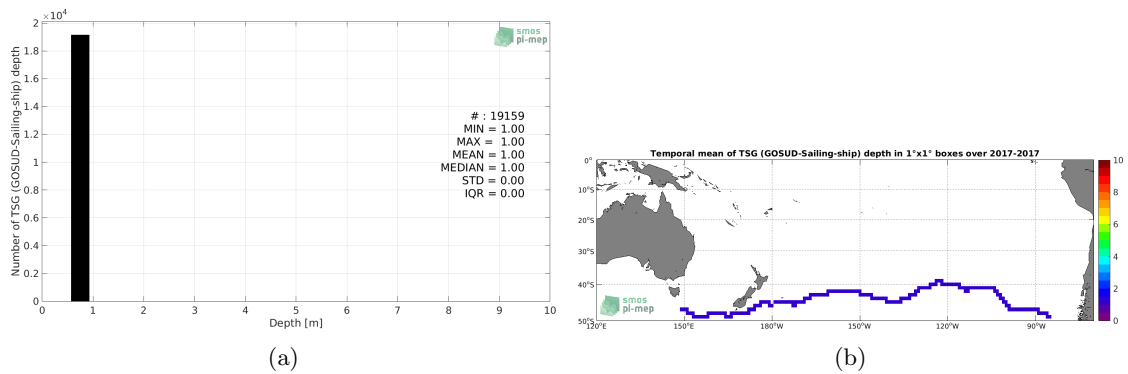 ×10⁴
2
1.8
1.6
1.4
1.2
1
0.8
0.6
0.4
0.2
0
Number of TSG (GOSUD-Sailing-ship) depth
smos
pi-mep
# : 19159
MIN = 1.00
MAX = 1.00
MEAN = 1.00
MEDIAN = 1.00
STD = 0.00
IQR = 0.00
0 1 2 3 4 5 6 7 8 9 10
Depth [m]
(a)
Temporal mean of TSG (GOSUD-Sailing-ship) depth in 1°x1° boxes over 2017-2017
0°
10°S
20°S
30°S
40°S
50°S
smos
pi-mep
120°E 150°E 180°W 150°W 120°W 90°W
10
8
6
4
2
0
(b)